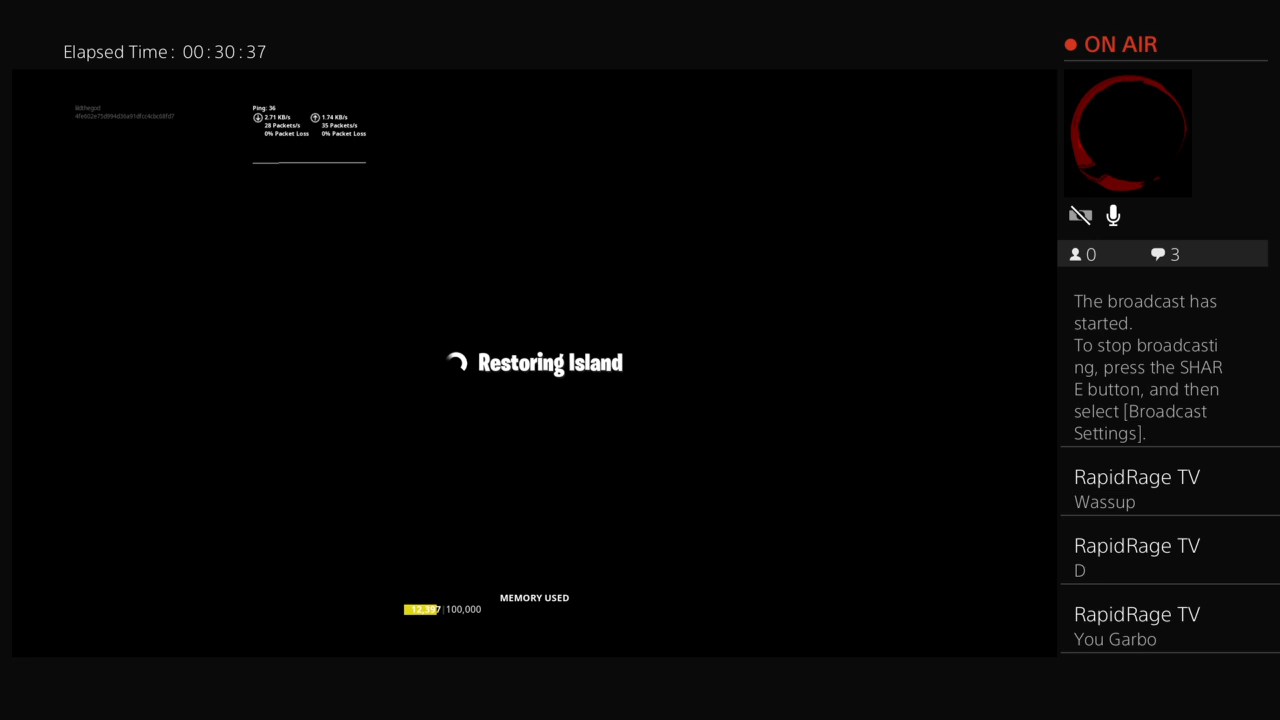 Elapsed Time: 00:30:37
ON AIR
Ping: 36
2.71 KB/s 1.74 KB/s
28 Packets/s 35 Packets/s
0% Packet Loss 0% Packet Loss
0 3
The broadcast has
started.
To stop broadcasti
ng, press the SHAR
E button, and then
select [Broadcast
Settings].
Restoring Island
RapidRage TV
Wassup
RapidRage TV
D
RapidRage TV
You Garbo
MEMORY USED
12,397 100,000